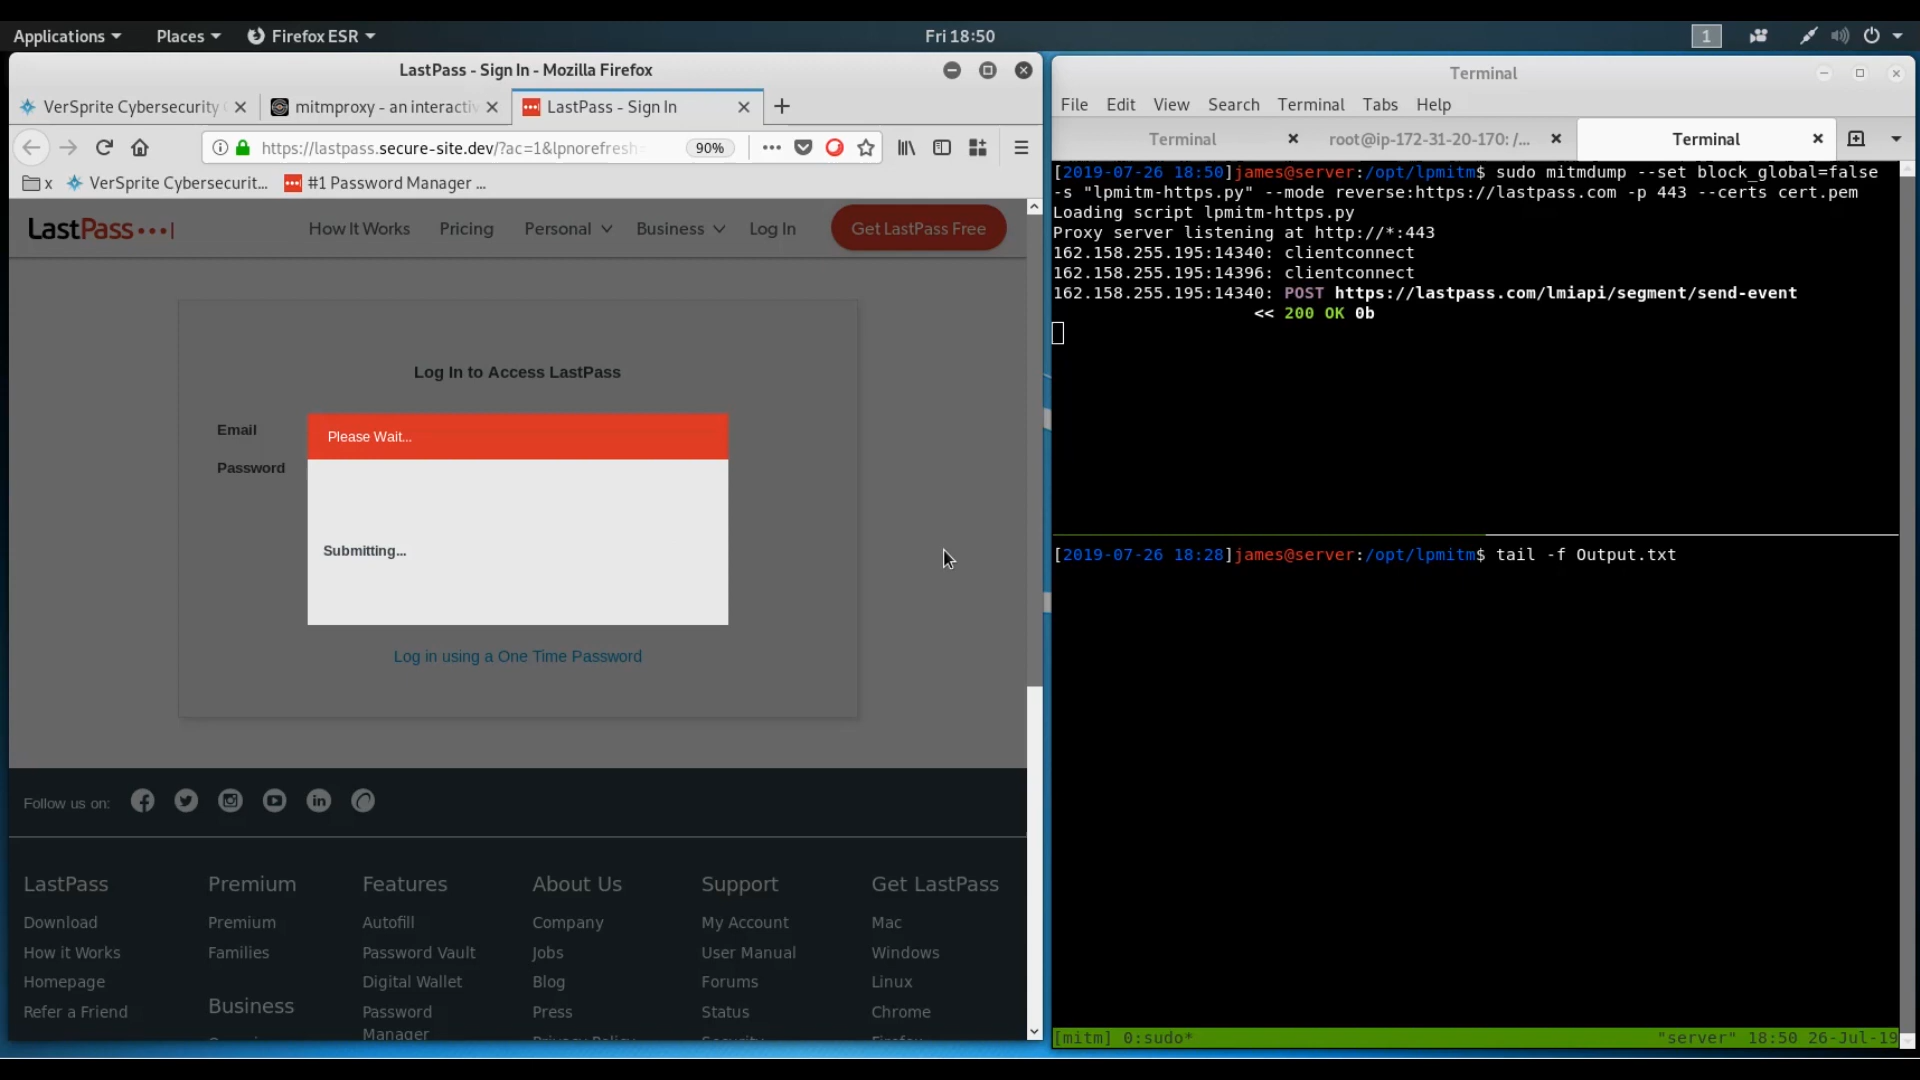 Applications
Places
Firefox ESR
Fri 18:50
1
LastPass - Sign In - Mozilla Firefox
VerSprite Cybersecurity
mitmproxy - an interactiv
LastPass - Sign In
https://lastpass.secure-site.dev/?ac=1&lpnorefresh
90%
x
VerSprite Cybersecurit...
#1 Password Manager ...
LastPass
How It Works
Pricing
Personal
Business
Log In
Get LastPass Free
Log In to Access LastPass
Email
Password
Please Wait...
Submitting...
Log in using a One Time Password
Follow us on:
LastPass
Download
How it Works
Homepage
Refer a Friend
Premium
Premium
Families
Business
Features
Autofill
Password Vault
Digital Wallet
Password
Manager
About Us
Company
Jobs
Blog
Press
Privacy Policy
Support
My Account
User Manual
Forums
Status
Security
Get LastPass
Mac
Windows
Linux
Chrome
Firefox
Terminal
File Edit View Search Terminal Tabs Help
Terminal
root@ip-172-31-20-170: /...
Terminal
[2019-07-26 18:50]james@server:/opt/lpmitm$ sudo mitmdump --set block_global=false
-s "lpmitm-https.py" --mode reverse:https://lastpass.com -p 443 --certs cert.pem
Loading script lpmitm-https.py
Proxy server listening at http://*:443
162.158.255.195:14340: clientconnect
162.158.255.195:14396: clientconnect
162.158.255.195:14340: POST https://lastpass.com/lmiapi/segment/send-event
<< 200 OK 0b
[2019-07-26 18:28]james@server:/opt/lpmitm$ tail -f Output.txt
[mitm] 0:sudo*
"server" 18:50 26-Jul-19